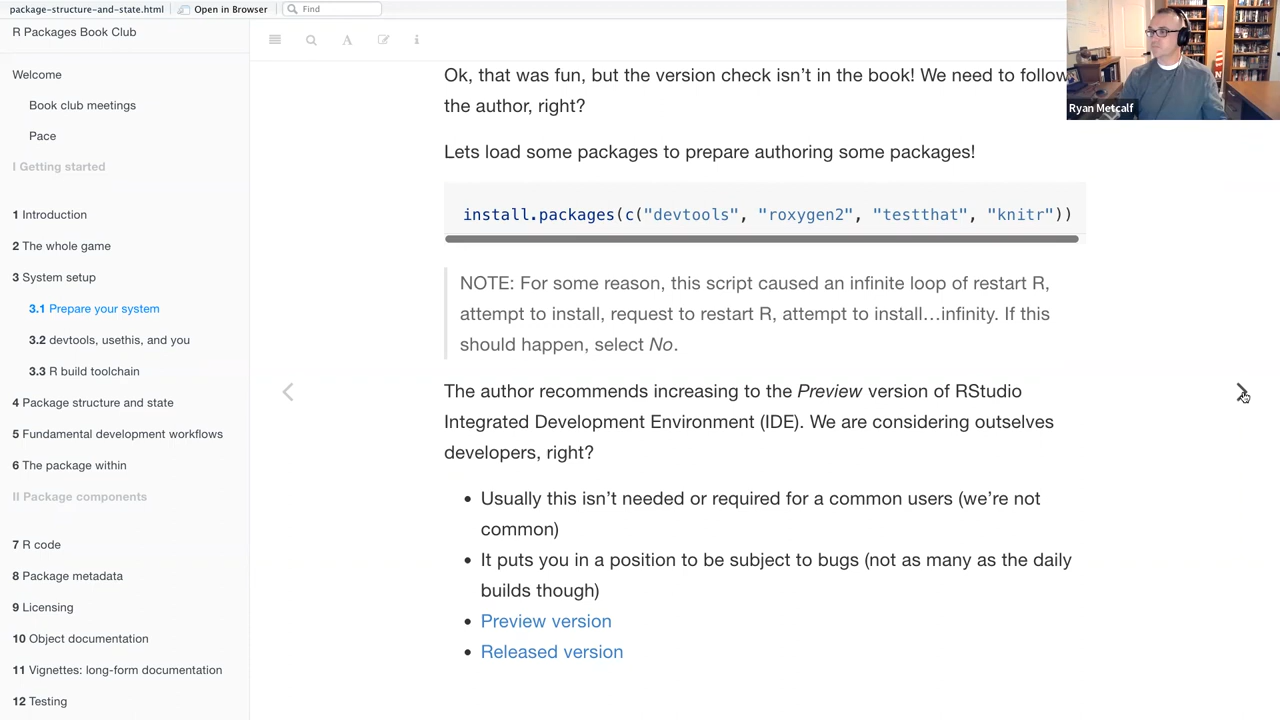 package-structure-and-state.html
Open in Browser
Find
R Packages Book Club
Welcome
Book club meetings
Pace
I Getting started
1 Introduction
2 The whole game
3 System setup
3.1 Prepare your system
3.2 devtools, usethis, and you
3.3 R build toolchain
4 Package structure and state
5 Fundamental development workflows
6 The package within
II Package components
7 R code
8 Package metadata
9 Licensing
10 Object documentation
11 Vignettes: long-form documentation
12 Testing
Ok, that was fun, but the version check isn't in the book! We need to follow
the author, right?
Lets load some packages to prepare authoring some packages!
install.packages(c("devtools", "roxygen2", "testthat", "knitr"))
NOTE: For some reason, this script caused an infinite loop of restart R,
attempt to install, request to restart R, attempt to install…infinity. If this
should happen, select No.
The author recommends increasing to the Preview version of RStudio
Integrated Development Environment (IDE). We are considering outselves
developers, right?
• Usually this isn't needed or required for a common users (we're not
common)
• It puts you in a position to be subject to bugs (not as many as the daily
builds though)
• Preview version
• Released version
Ryan Metcalf